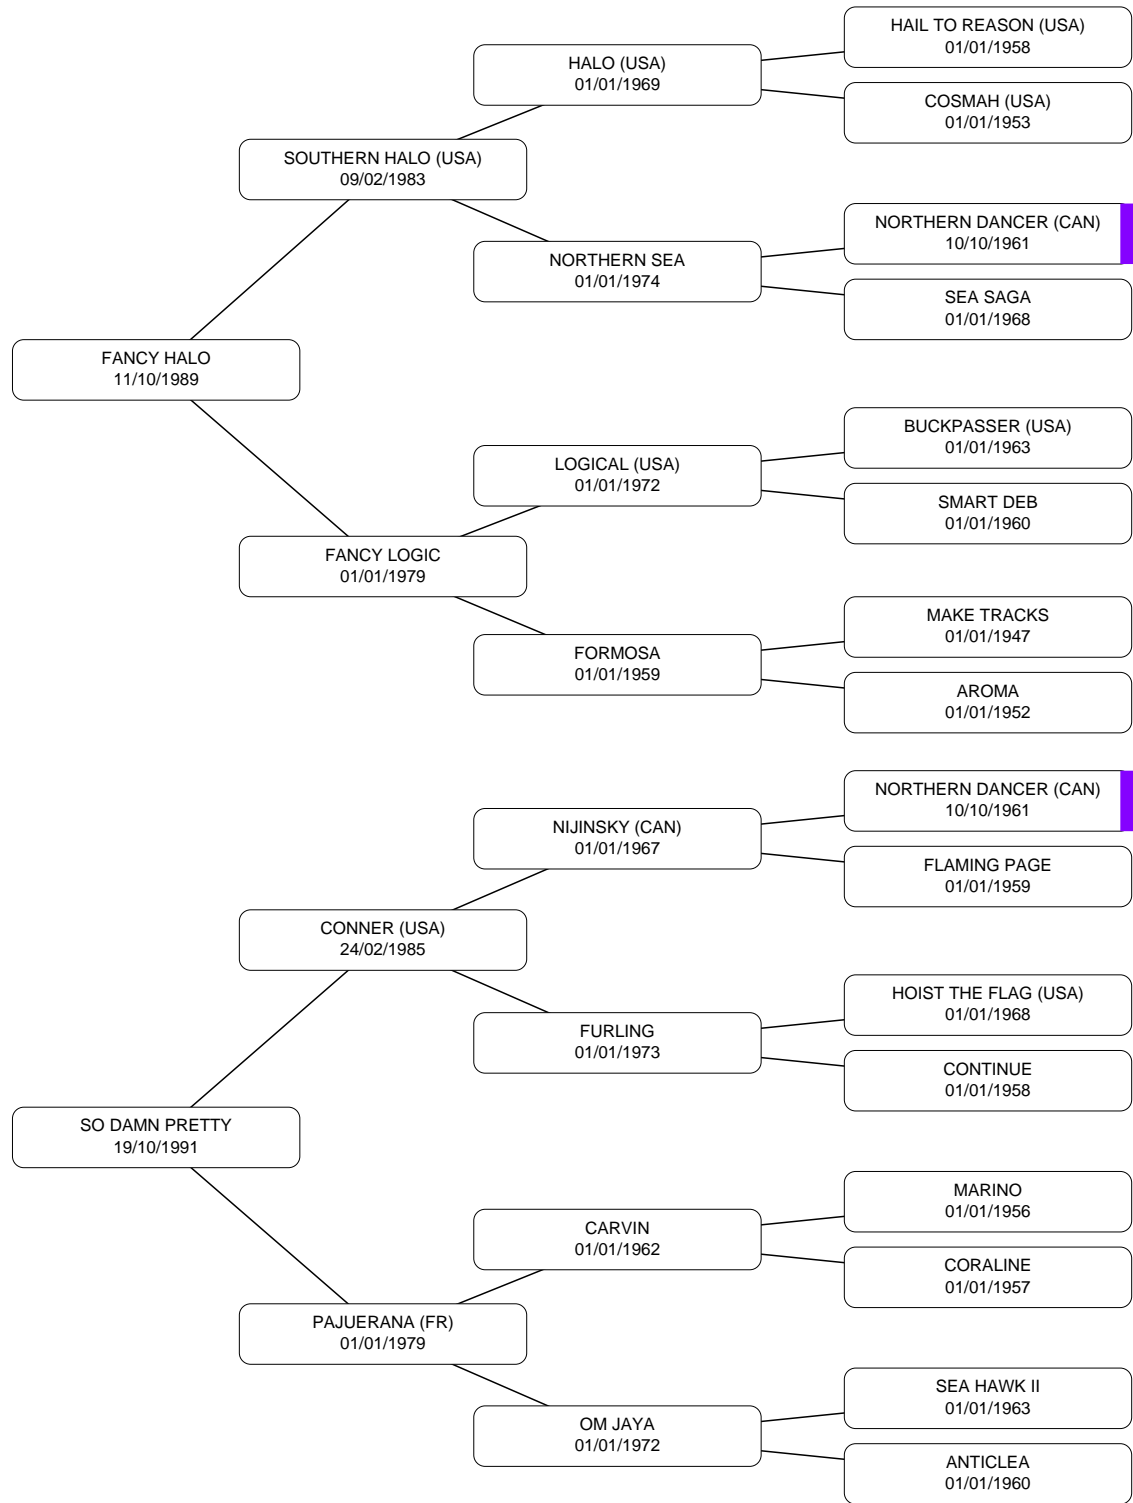 HAIL TO REASON (USA)
01/01/1958
HALO (USA)
01/01/1969
COSMAH (USA)
01/01/1953
SOUTHERN HALO (USA)
09/02/1983
NORTHERN DANCER (CAN)
10/10/1961
NORTHERN SEA
01/01/1974
SEA SAGA
01/01/1968
FANCY HALO
11/10/1989
BUCKPASSER (USA)
01/01/1963
LOGICAL (USA)
01/01/1972
SMART DEB
01/01/1960
FANCY LOGIC
01/01/1979
MAKE TRACKS
01/01/1947
FORMOSA
01/01/1959
AROMA
01/01/1952
NORTHERN DANCER (CAN)
10/10/1961
NIJINSKY (CAN)
01/01/1967
FLAMING PAGE
01/01/1959
CONNER (USA)
24/02/1985
HOIST THE FLAG (USA)
01/01/1968
FURLING
01/01/1973
CONTINUE
01/01/1958
SO DAMN PRETTY
19/10/1991
MARINO
01/01/1956
CARVIN
01/01/1962
CORALINE
01/01/1957
PAJUERANA (FR)
01/01/1979
SEA HAWK II
01/01/1963
OM JAYA
01/01/1972
ANTICLEA
01/01/1960